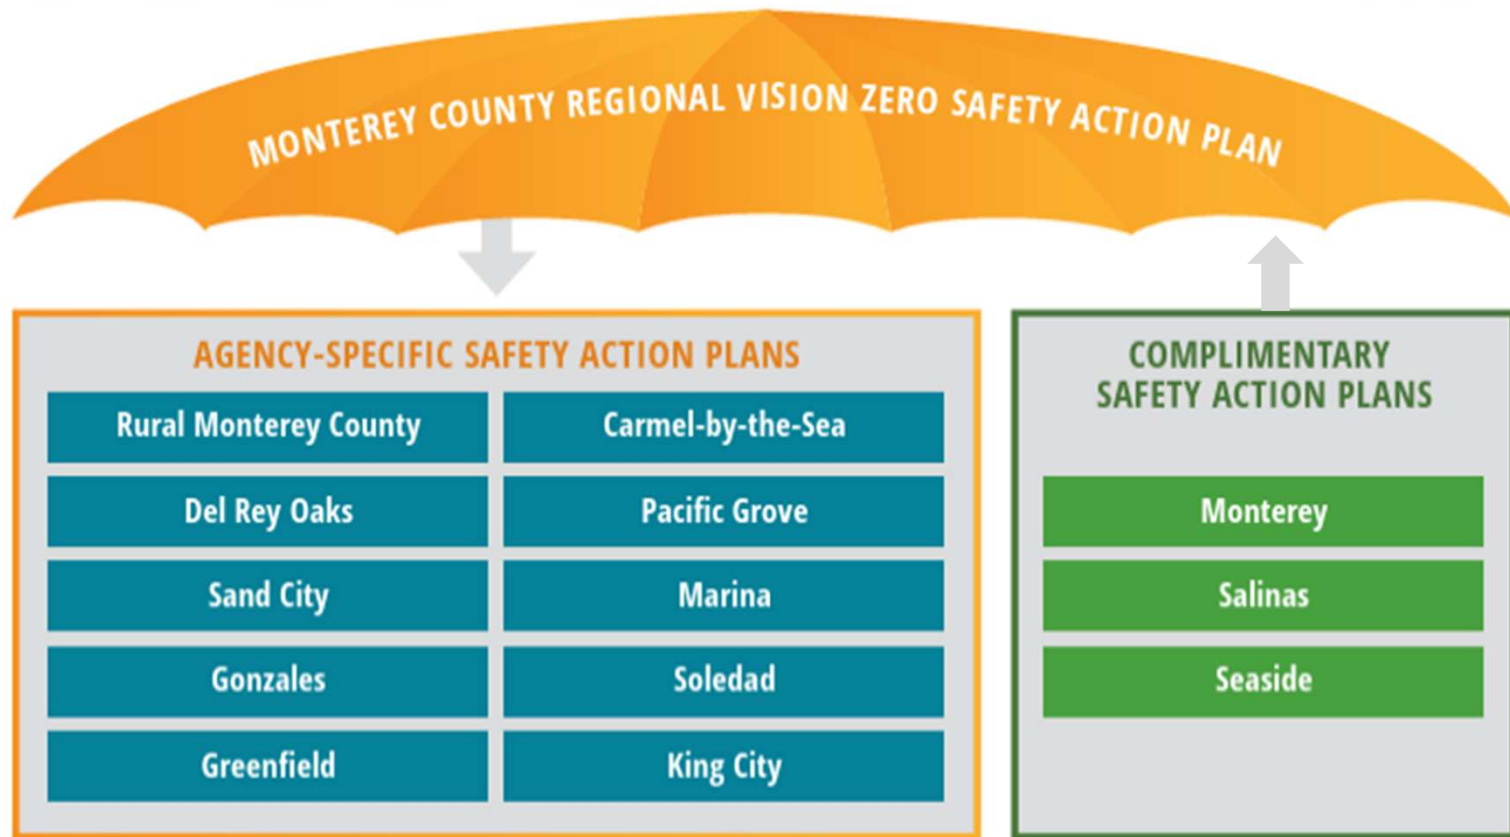 MONTEREY COUNTY REGIONAL VISION ZERO SAFETY ACTION PLAN
AGENCY-SPECIFIC SAFETY ACTION PLANS
Rural Monterey County
Carmel-by-the-Sea
Del Rey Oaks
Pacific Grove
Sand City
Marina
Gonzales
Soledad
Greenfield
King City
COMPLIMENTARY
SAFETY ACTION PLANS
Monterey
Salinas
Seaside